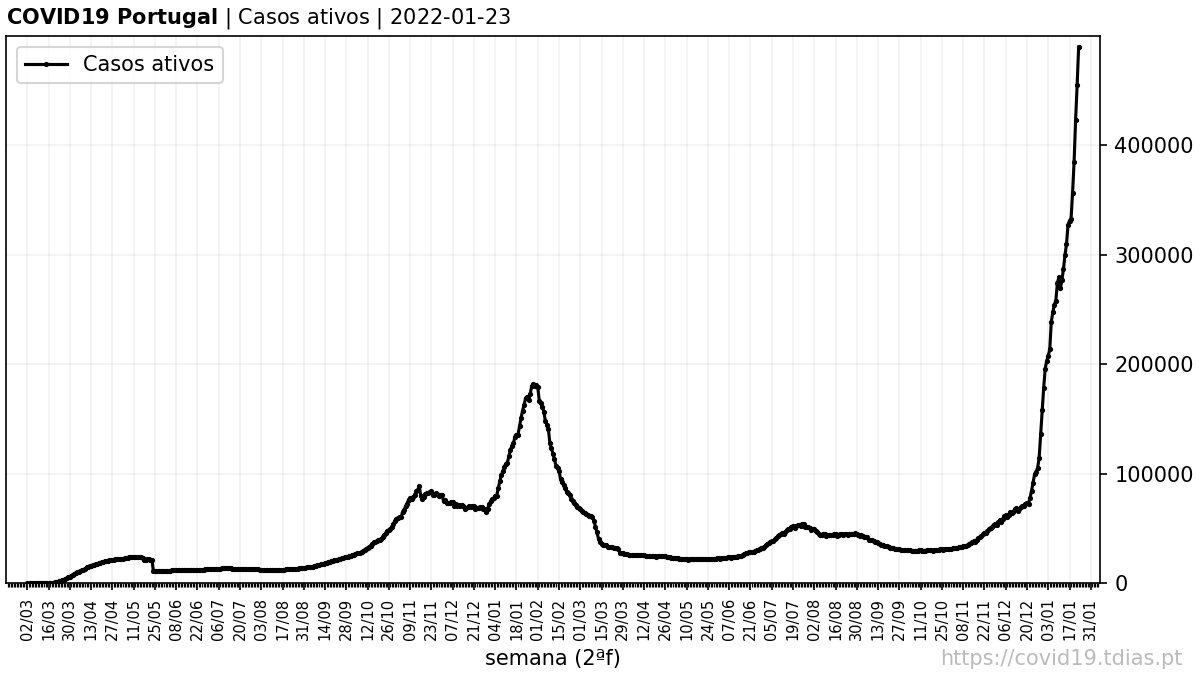 COVID19 Portugal | Casos ativos | 2022-01-23
Casos ativos
400000
300000
200000
100000
0
02/03 16/03 30/03 13/04 27/04 11/05 25/05 08/06 22/06 06/07 20/07 03/08 17/08 31/08 14/09 28/09 12/10 26/10 09/11 23/11 07/12 21/12 04/01 18/01 01/02 15/02 01/03 15/03 29/03 12/04 26/04 10/05 24/05 07/06 21/06 05/07 19/07 02/08 16/08 30/08 13/09 27/09 11/10 25/10 08/11 22/11 06/12 20/12 03/01 17/01 31/01
semana (2ªf)
https://covid19.tdias.pt